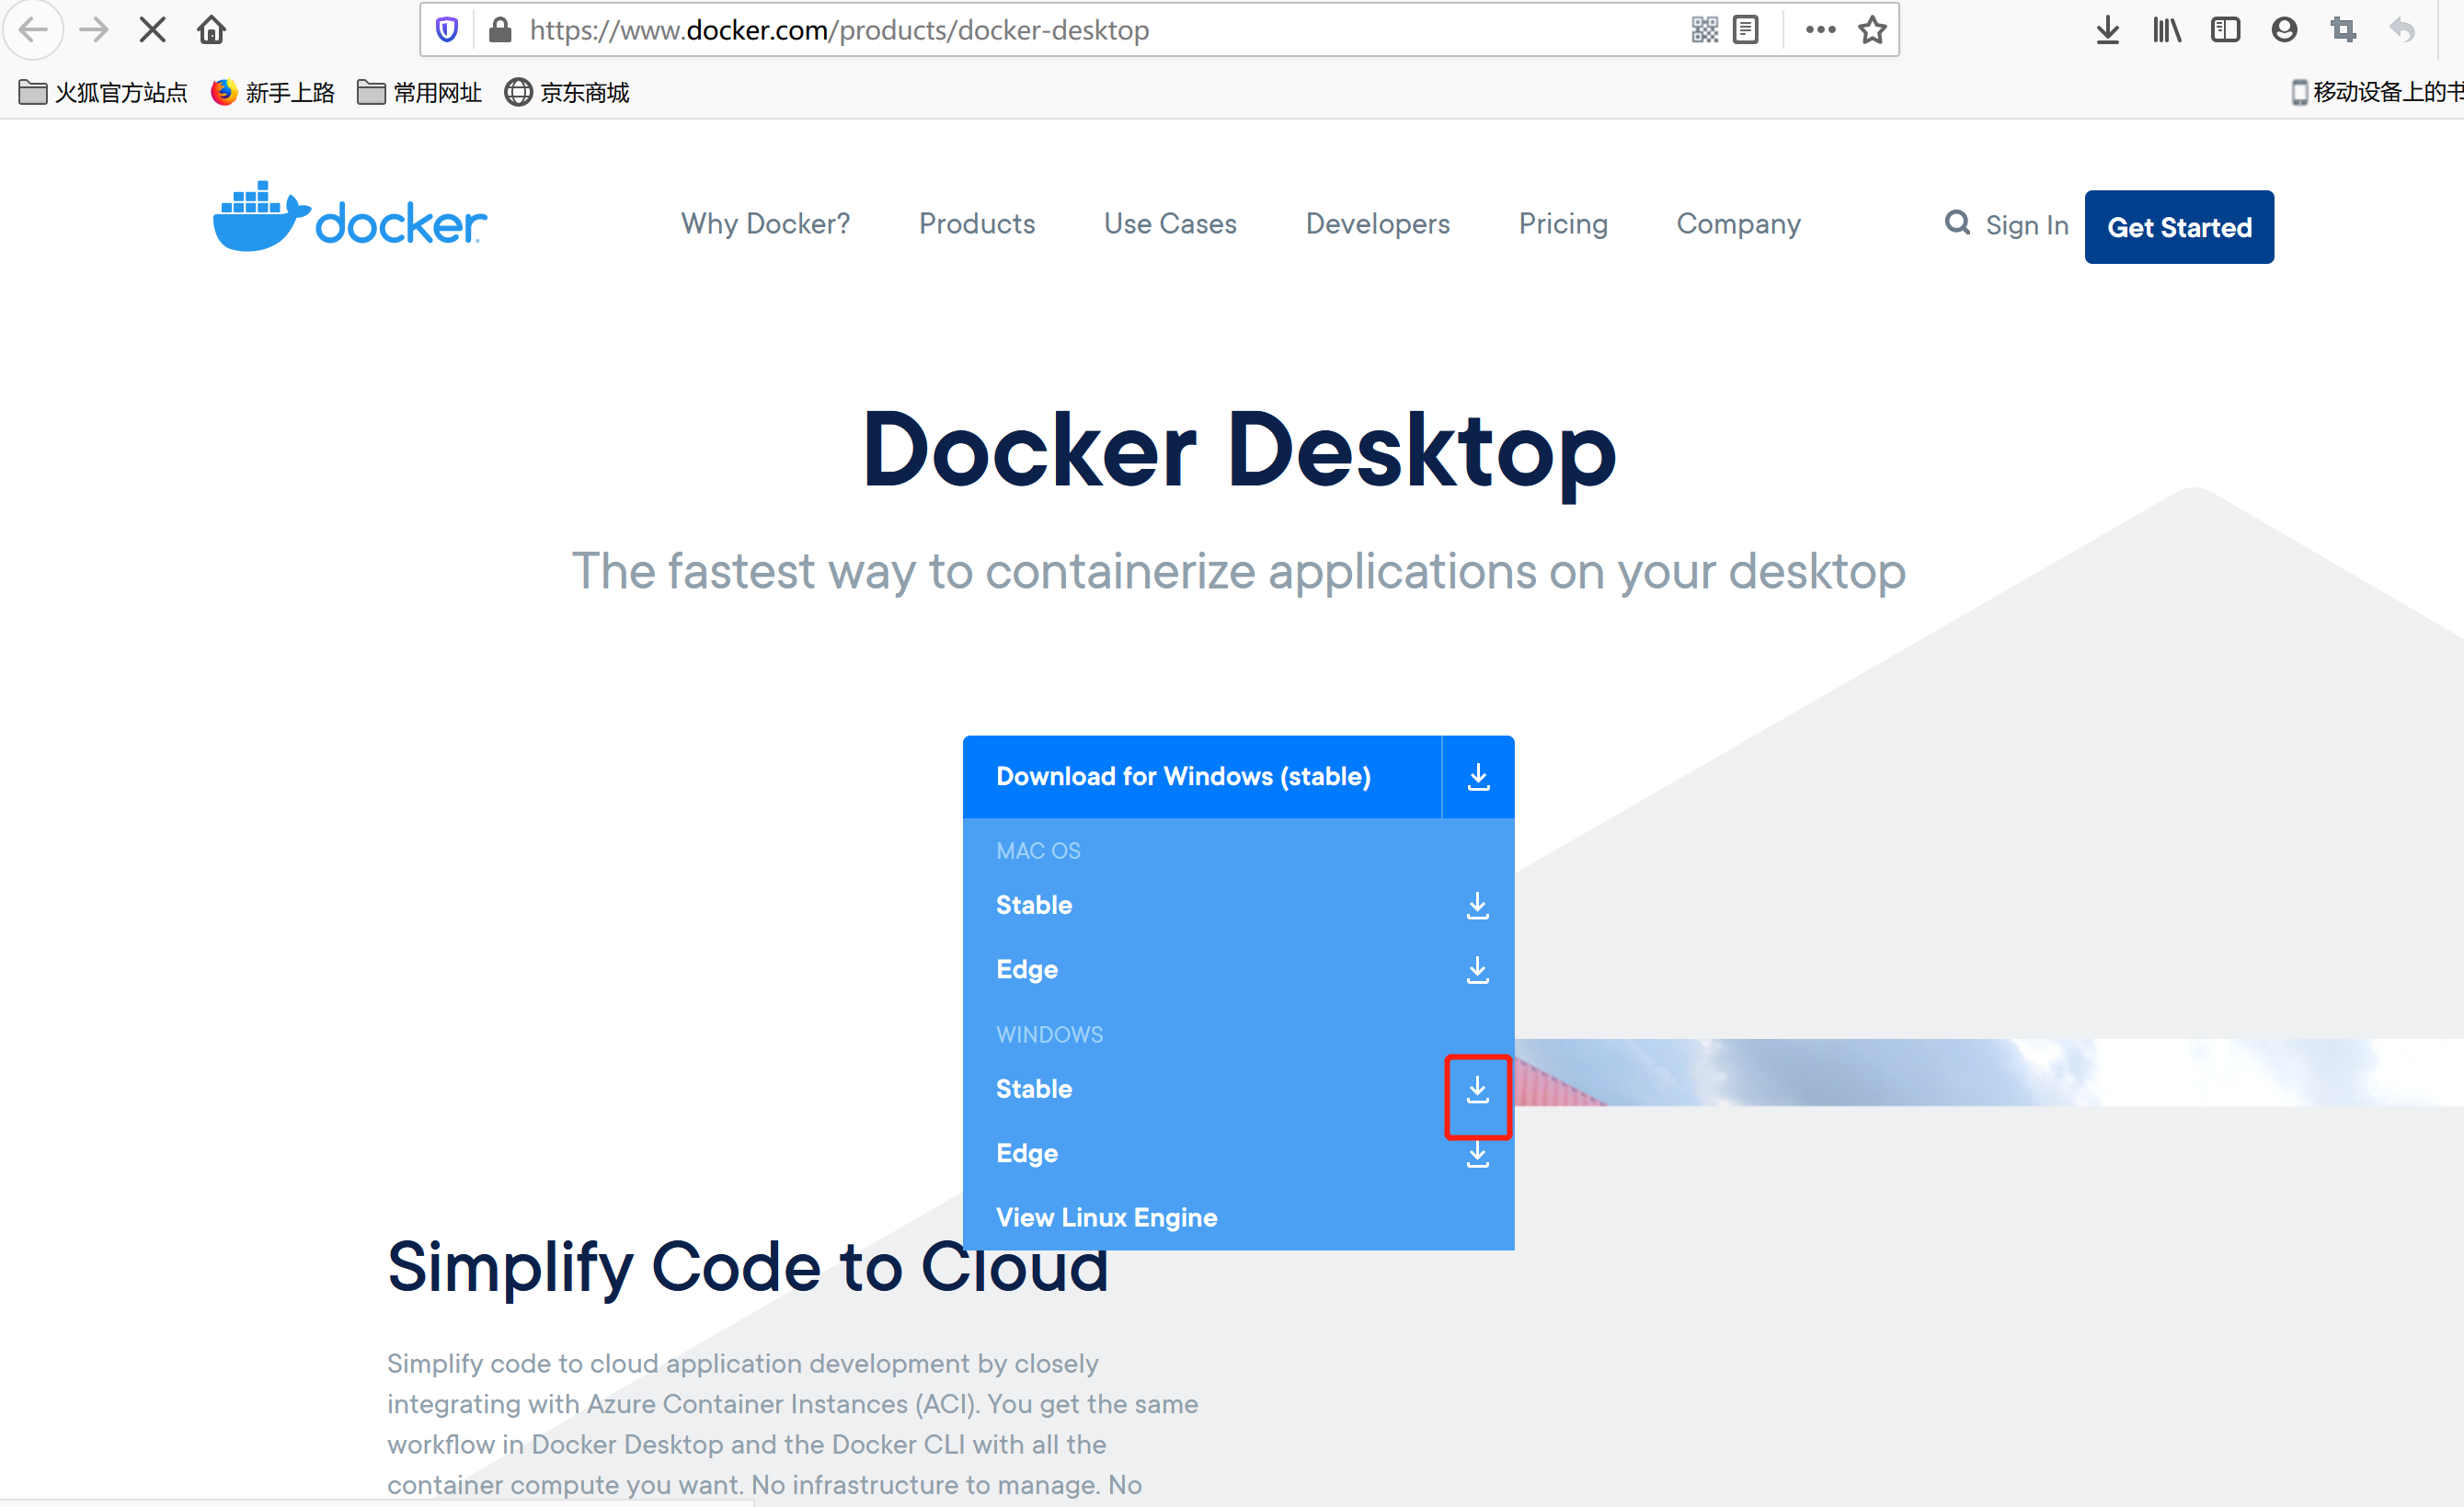 https://www.docker.com/products/docker-desktop
火狐官方站点 新手上路 常用网址 京东商城 移动设备上的
docker
Why Docker? Products Use Cases Developers Pricing Company Sign In Get Started
Docker Desktop
The fastest way to containerize applications on your desktop
Download for Windows (stable)
MAC OS
Stable
Edge
WINDOWS
Stable
Edge
View Linux Engine
Simplify Code to Cloud
Simplify code to cloud application development by closely
integrating with Azure Container Instances (ACI). You get the same
workflow in Docker Desktop and the Docker CLI with all the
container compute you want. No infrastructure to manage. No